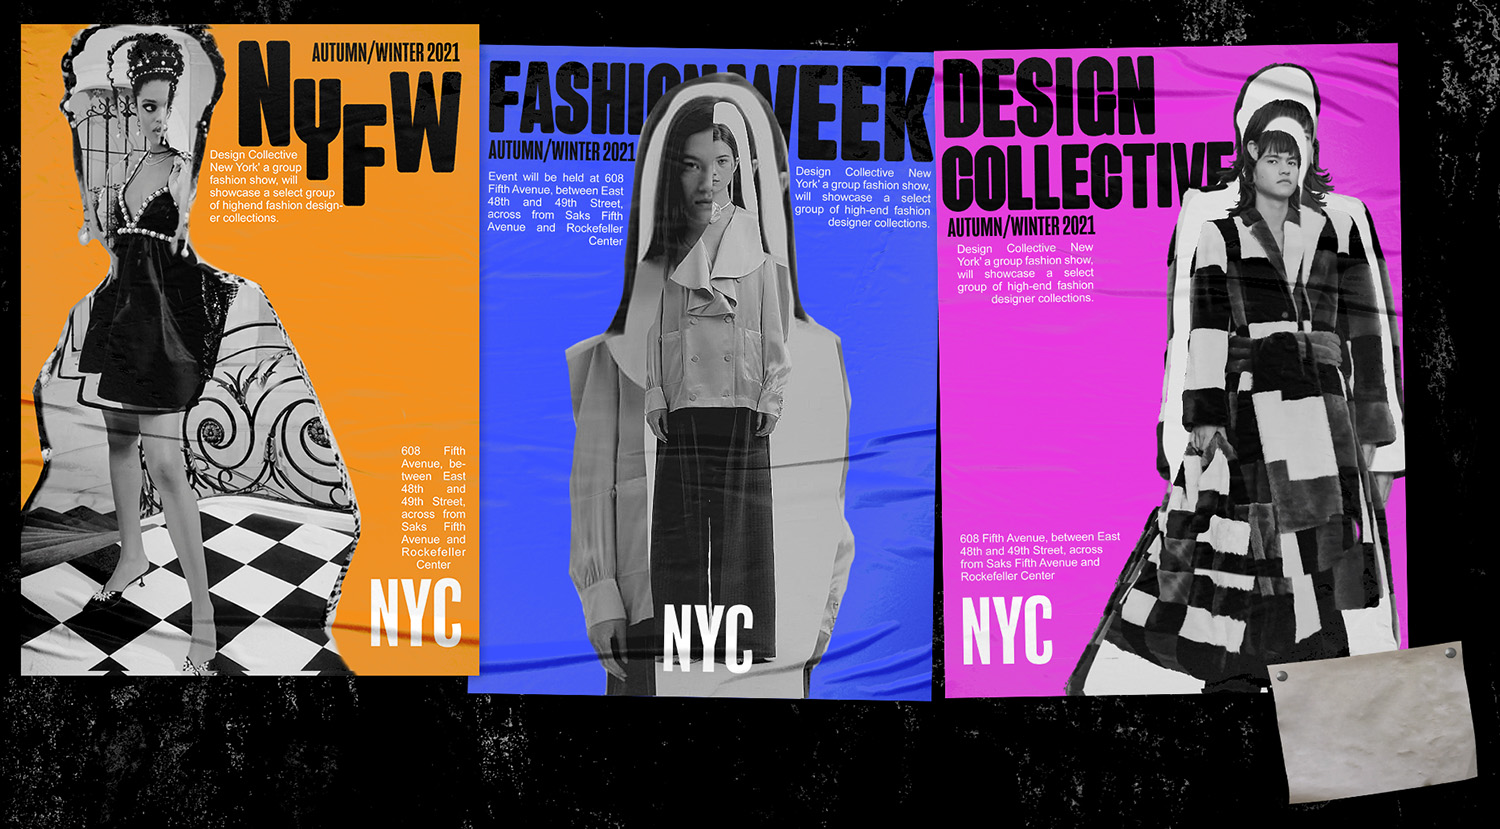 AUTUMN/WINTER 2021
NYFW
Design Collective
New York' a group
fashion show, will
showcase a select group
of highend fashion design-
er collections.
608 Fifth
Avenue, be-
tween East
48th and
49th Street,
across from
Saks Fifth
Avenue and
Rockefeller
Center
NYC
FASHION WEEK
AUTUMN/WINTER 2021
Event will be held at 608
Fifth Avenue, between East
48th and 49th Street,
across from Saks Fifth
Avenue and Rockefeller
Center
Design Collective New
York' a group fashion show,
will showcase a select
group of high-end fashion
designer collections.
NYC
DESIGN
COLLECTIVE
AUTUMN/WINTER 2021
Design Collective New
York' a group fashion show,
will showcase a select
group of high-end fashion
designer collections.
608 Fifth Avenue, between East
48th and 49th Street, across
from Saks Fifth Avenue and
Rockefeller Center
NYC